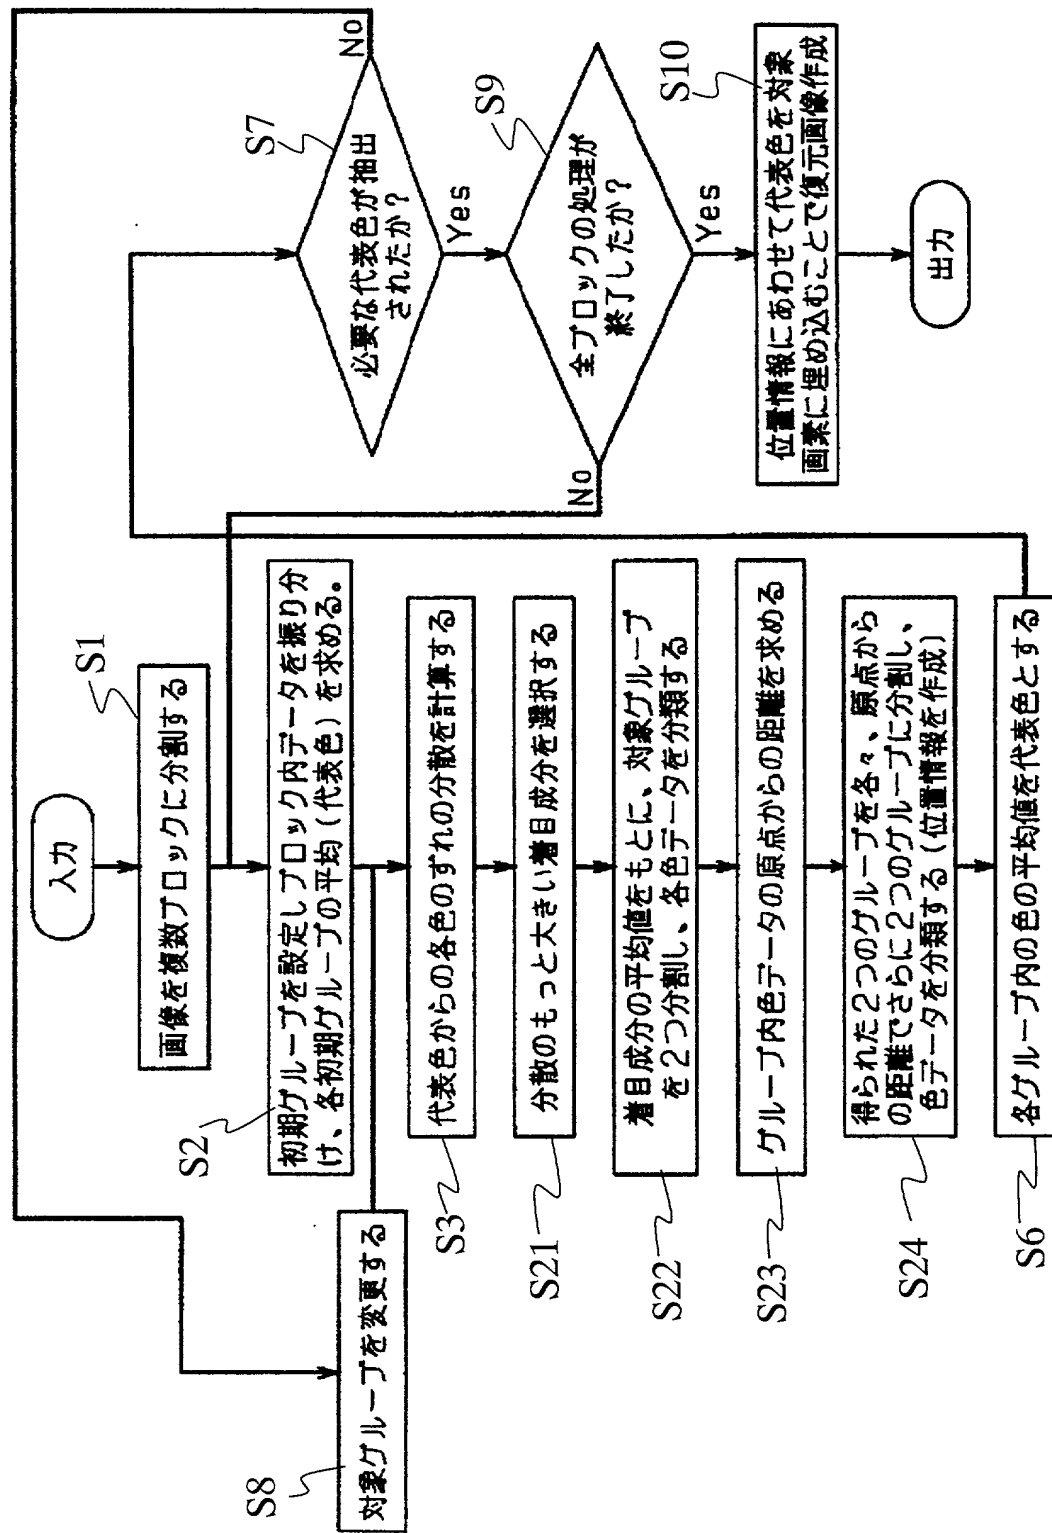 入力
S1
画像を複数ブロックに分割する
S2
初期グループを設定しブロック内データを振り分
け、各初期グループの平均（代表色）を求める。
S8
対象グループを変更する
S3
代表色からの各色のずれの分散を計算する
S21
分散のもっと大きい着目成分を選択する
S22
着目成分の平均値をもとに、対象グループ
を２つ分割し、各色データを分類する
S23
グループ内色データの原点からの距離を求める
S24
得られた２つのグループを各々、原点から
の距離でさらに２つのグループに分割し、
色データを分類する（位置情報を作成）
S6
各グループ内の色の平均値を代表色とする
S7
必要な代表色が抽出
されたか？
No
Yes
S9
全ブロックの処理が
終了したか？
No
Yes
S10
位置情報にあわせて代表色を対象
画素に埋め込むことで復元画像作成
出力